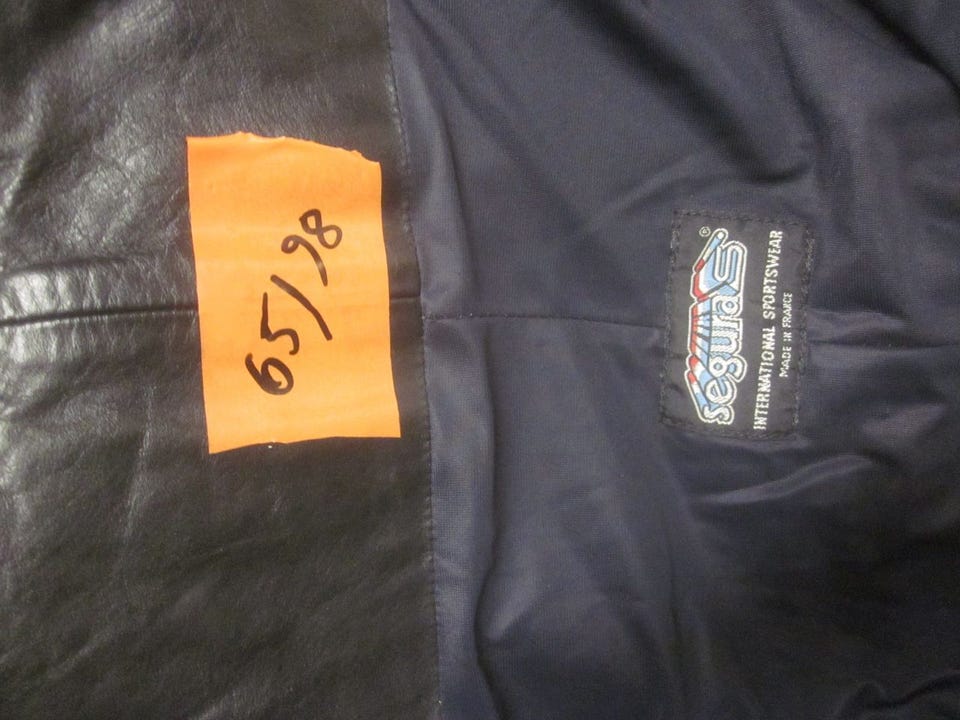 65/98
segura ®
INTERNATIONAL SPORTSWEAR
MADE IN FRANCE